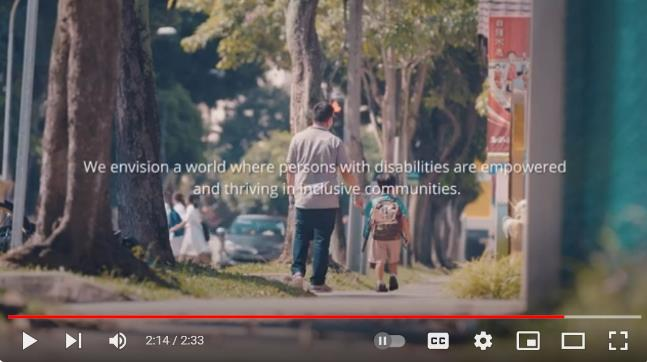 We envision a world where persons with disabilities are empowered
and thriving in inclusive communities.
2:14 / 2:33
CC